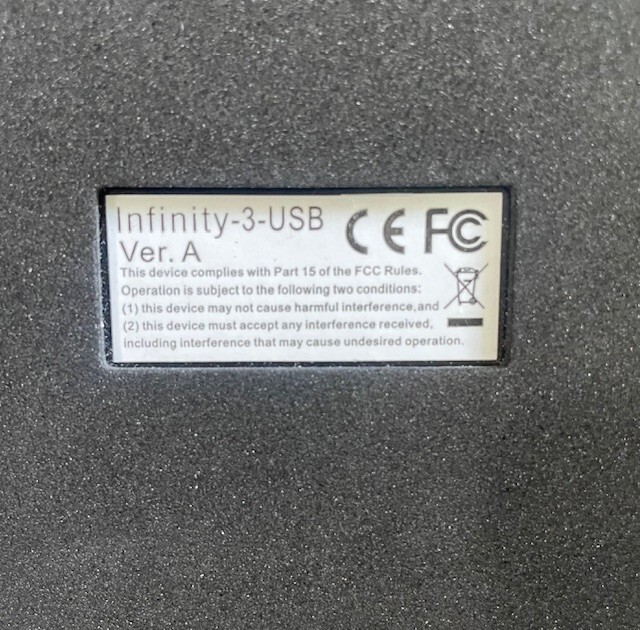 Infinity-3-USB CE FC
Ver. A
This device complies with Part 15 of the FCC Rules.
Operation is subject to the following two conditions:
(1) this device may not cause harmful interference,and
(2) this device must accept any interference received,
including interference that may cause undesired operation.